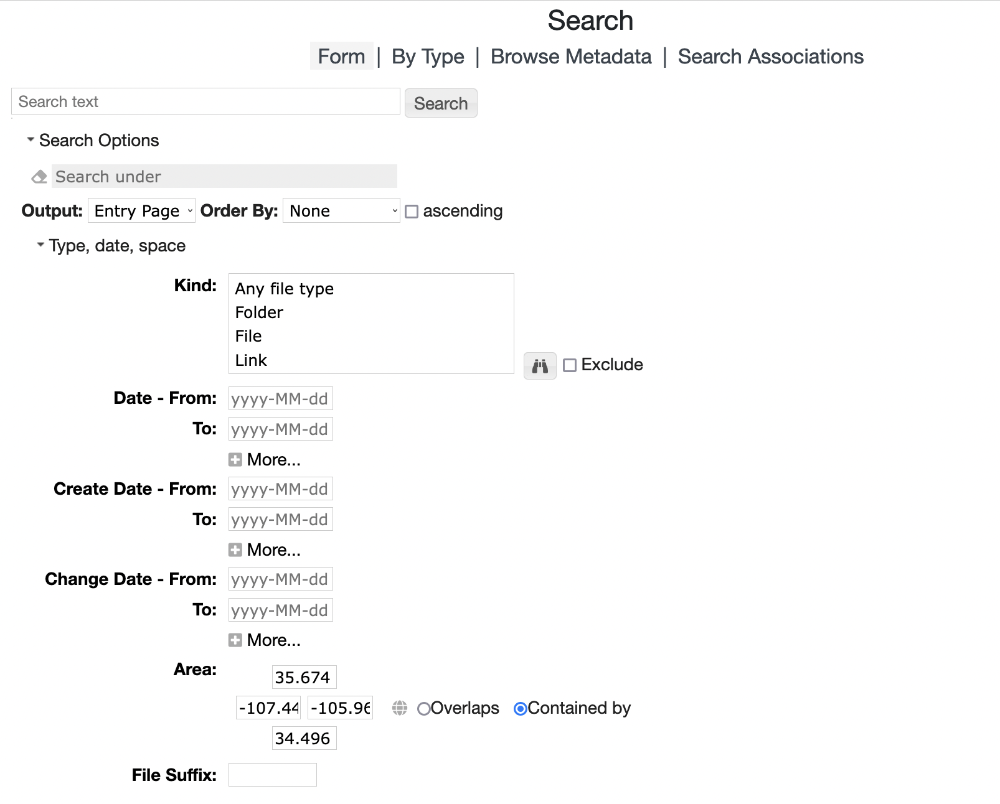 Search
Form | By Type | Browse Metadata | Search Associations
Search text Search
Search Options
Search under
Output: Entry Page Order By: None ascending
Type, date, space
Kind: Any file type
Folder
File
Link
Exclude
Date - From: yyyy-MM-dd
To: yyyy-MM-dd
More...
Create Date - From: yyyy-MM-dd
To: yyyy-MM-dd
More...
Change Date - From: yyyy-MM-dd
To: yyyy-MM-dd
More...
Area:
35.674
-107.44 -105.96 Overlaps Contained by
34.496
File Suffix: